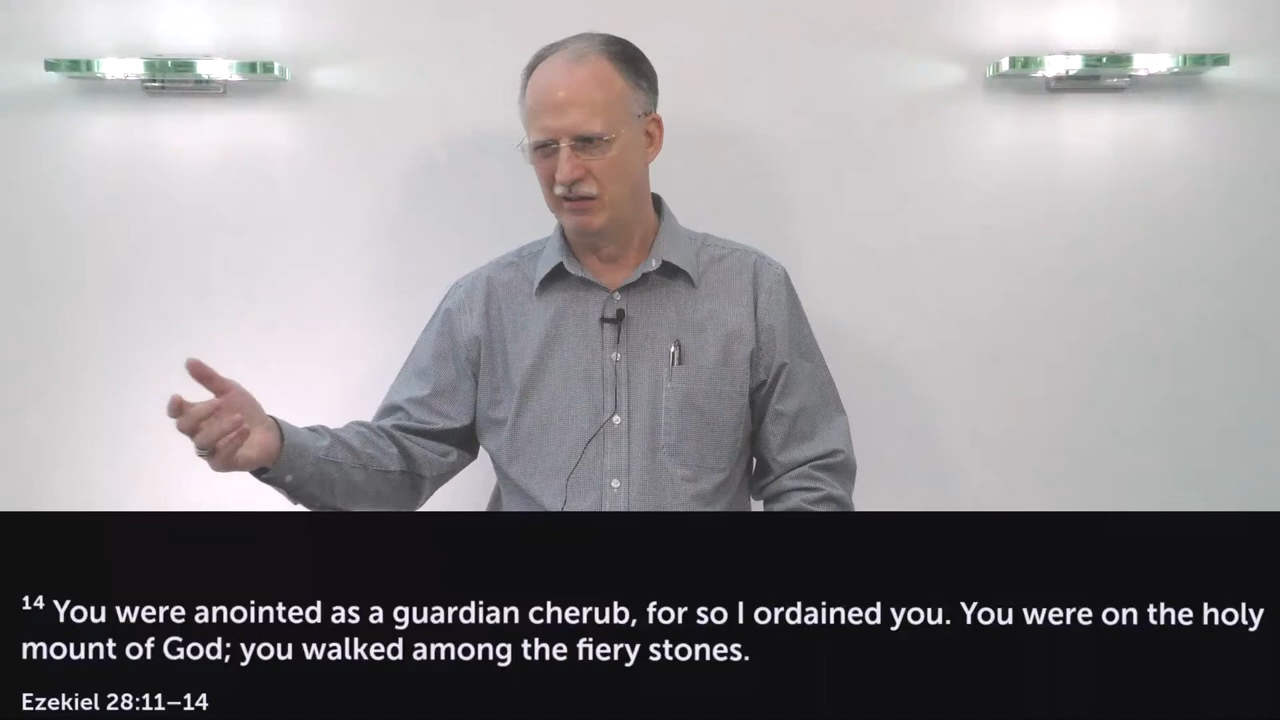 14 You were anointed as a guardian cherub, for so I ordained you. You were on the holy
mount of God; you walked among the fiery stones.
Ezekiel 28:11–14